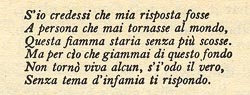 S'io credessi che mia risposta fosse
A persona che mai tornasse al mondo,
Questa fiamma staria senza più scosse.
Ma per ciò che giammai di questo fondo
Non tornò viva alcun, s'i'odo il vero,
Senza tema d'infamia ti rispondo.